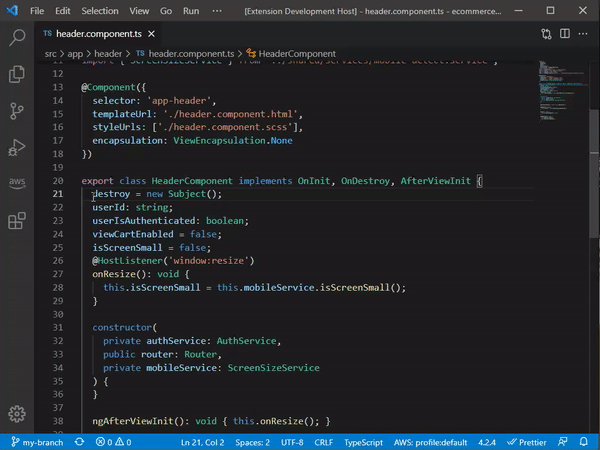 File Edit Selection View Go Run ··· [Extension Development Host] - header.component.ts - ecommerce...
TS header.component.ts ×
src > app > header > TS header.component.ts > HeaderComponent
11 import { ScreenSizeService } from '../shared/services/mobile-detect.service';
12
13 @Component({
14 selector: 'app-header',
15 templateUrl: './header.component.html',
16 styleUrls: ['./header.component.scss'],
17 encapsulation: ViewEncapsulation.None
18 })
19
20 export class HeaderComponent implements OnInit, OnDestroy, AfterViewInit {
21 destroy = new Subject();
22 userId: string;
23 userIsAuthenticated: boolean;
24 viewCartEnabled = false;
25 isScreenSmall = false;
26 @HostListener('window:resize')
27 onResize(): void {
28 this.isScreenSmall = this.mobileService.isScreenSmall();
29 }
30
31 constructor(
32 private authService: AuthService,
33 public router: Router,
34 private mobileService: ScreenSizeService
35 ) {
36 }
37
38 ngAfterViewInit(): void { this.onResize(); }
aws
my-branch 0 0 Ln 21, Col 2 Spaces: 2 UTF-8 CRLF TypeScript AWS: profile:default 4.2.4 Prettier